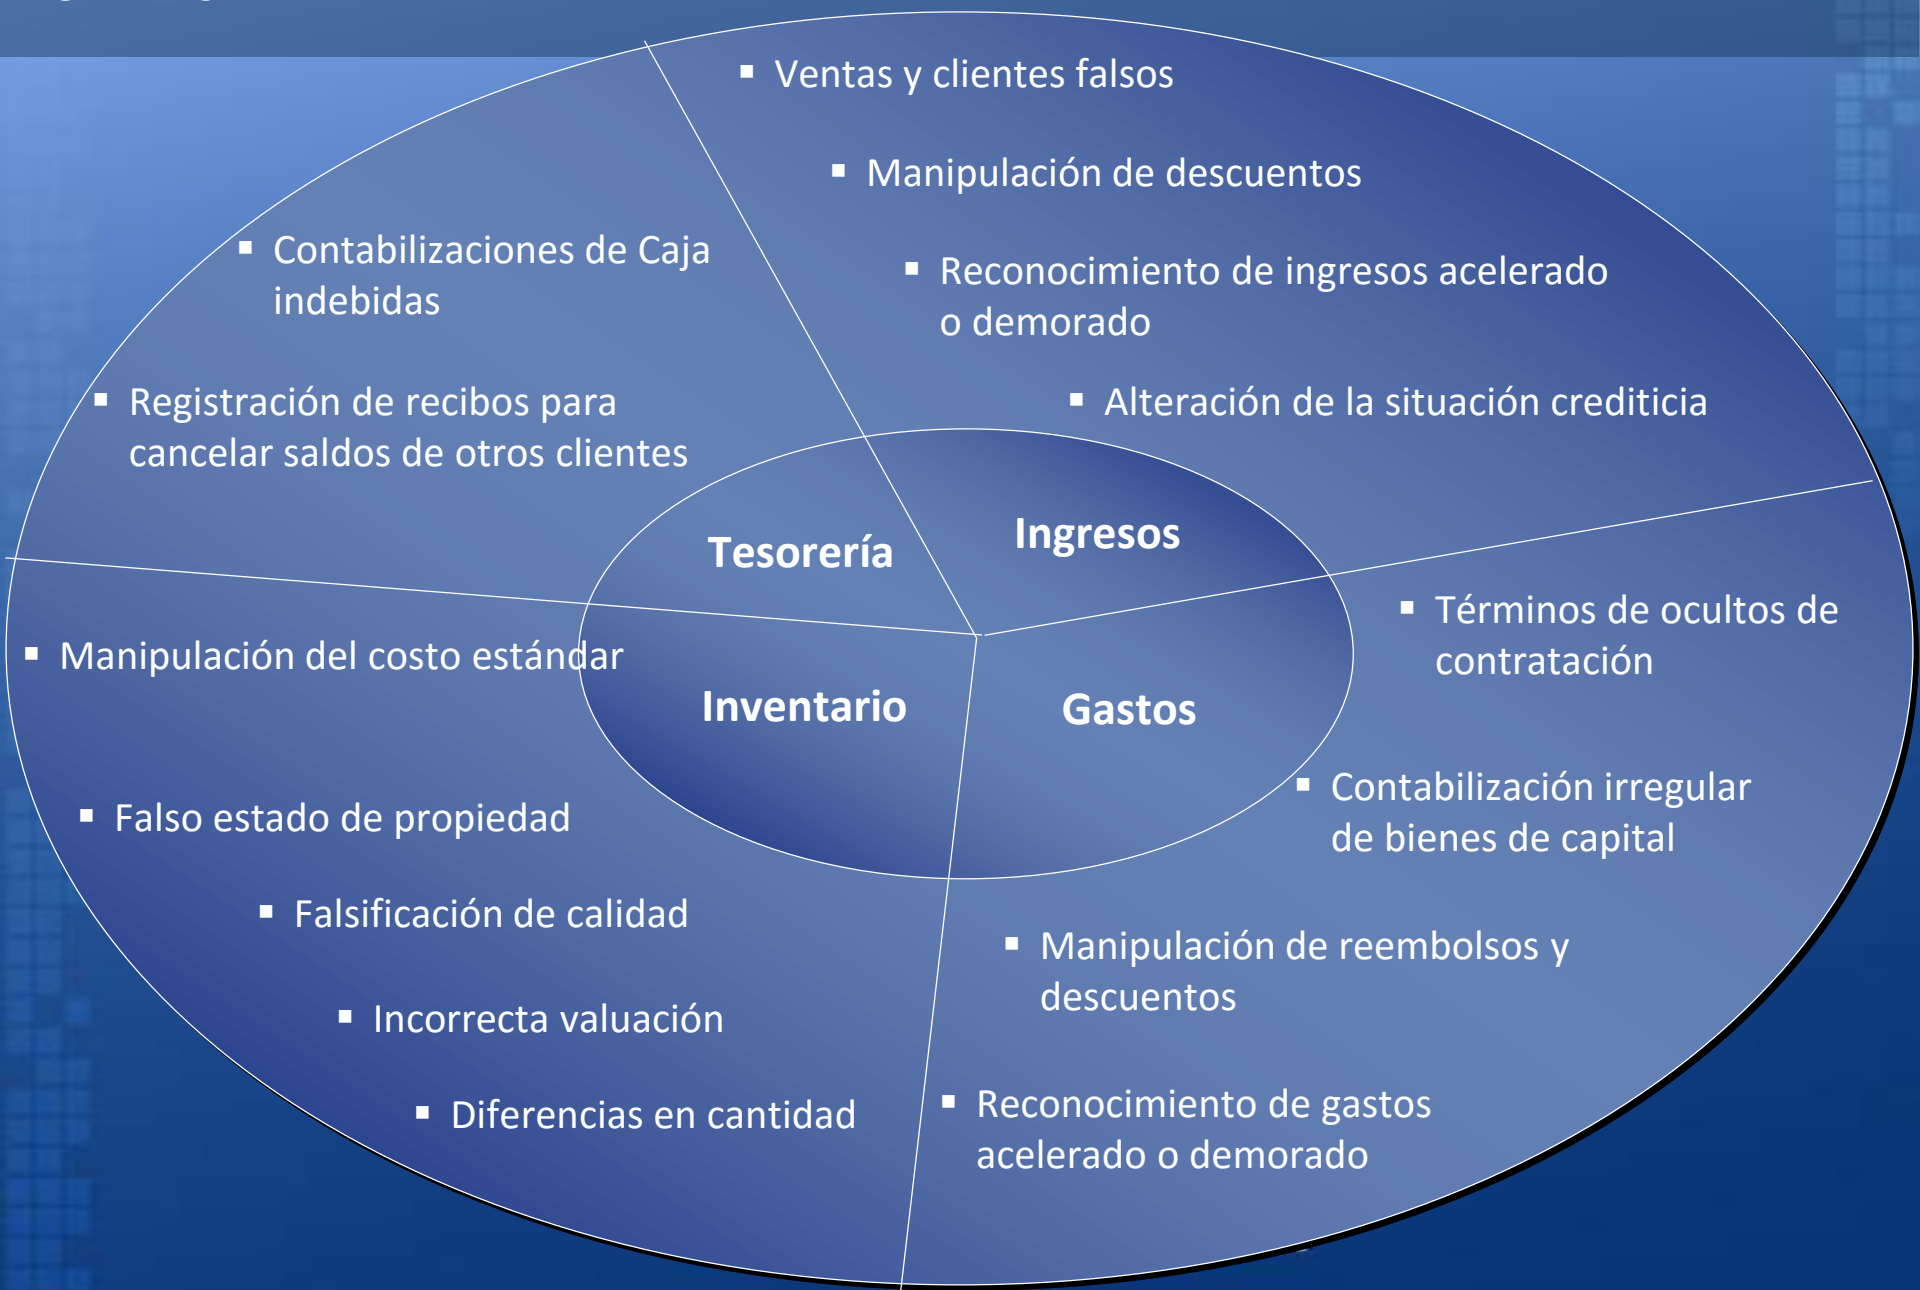 ▪ Ventas y clientes falsos
▪ Manipulación de descuentos
▪ Reconocimiento de ingresos acelerado
o demorado
▪ Alteración de la situación crediticia
▪ Contabilizaciones de Caja
indebidas
▪ Registración de recibos para
cancelar saldos de otros clientes
Tesorería
Ingresos
Inventario
Gastos
▪ Términos de ocultos de
contratación
▪ Contabilización irregular
de bienes de capital
▪ Manipulación de reembolsos y
descuentos
▪ Reconocimiento de gastos
acelerado o demorado
▪ Manipulación del costo estándar
▪ Falso estado de propiedad
▪ Falsificación de calidad
▪ Incorrecta valuación
▪ Diferencias en cantidad